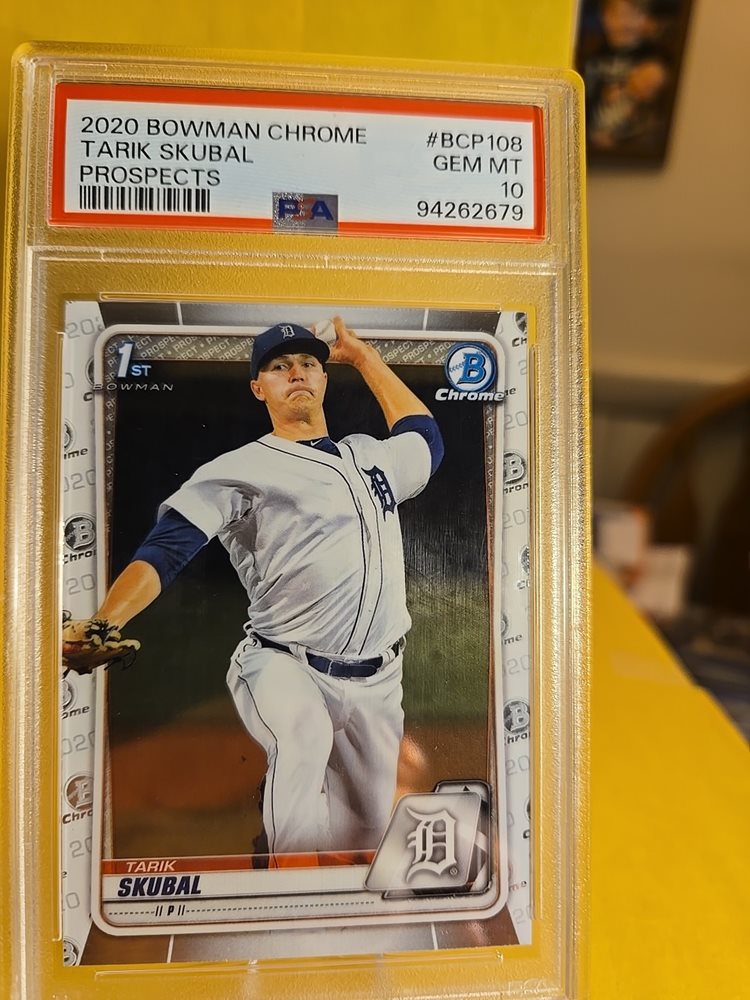 2020 BOWMAN CHROME
#BCP108
TARIK SKUBAL
GEM MT
PROSPECTS
10
PSA
94262679
1ST
BOWMAN
B
Chrome
D
TARIK
SKUBAL
P